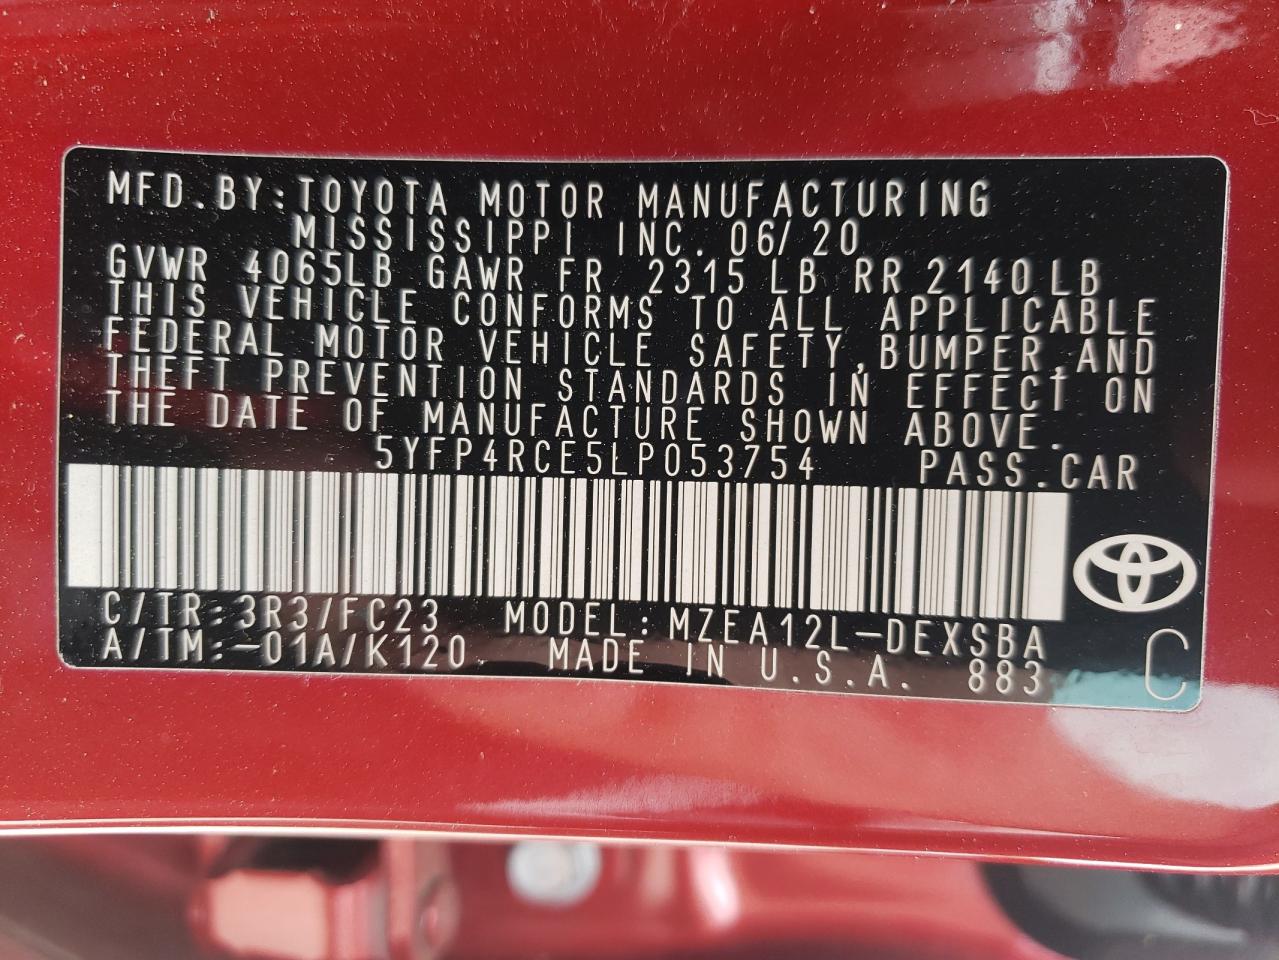 MFD.BY:TOYOTA MOTOR MANUFACTURING
MISSISSIPPI INC. 06/20
GVWR 4065LB GAWR FR 2315 LB RR 2140 LB
THIS VEHICLE CONFORMS TO ALL APPLICABLE
FEDERAL MOTOR VEHICLE SAFETY,BUMPER,AND
THEFT PREVENTION STANDARDS IN EFFECT ON
THE DATE OF MANUFACTURE SHOWN ABOVE.
5YFP4RCE5LP053754 PASS.CAR
C/TR:3R3/FC23 MODEL:MZEA12L-DEXSBA
A/TM:-01A/K120 MADE IN U.S.A. 883
C